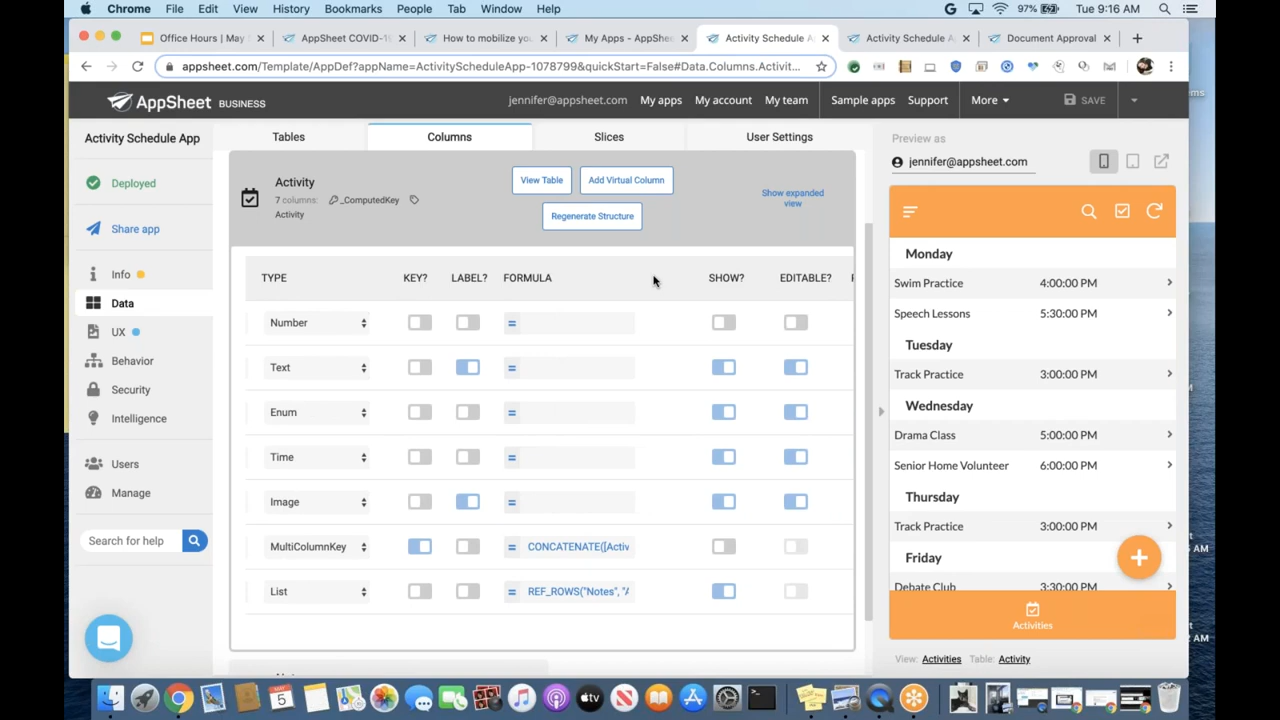 Chrome File Edit View History Bookmarks People Tab Window Help 97% Tue 9:16 AM
Office Hours | May AppSheet COVID-1 How to mobilize you My Apps - AppShe Activity Schedule A Activity Schedule A Document Approval
appsheet.com/Template/AppDef?appName=ActivityScheduleApp-1078799&quickStart=False#Data.Columns.Activit...
AppSheet BUSINESS jennifer@appsheet.com My apps My account My team Sample apps Support More SAVE
Activity Schedule App
Deployed
Share app
Info
Data
UX
Behavior
Security
Intelligence
Users
Manage
Search for help
Tables Columns Slices User Settings
Activity
7 columns: _ComputedKey
Activity
View Table Add Virtual Column
Regenerate Structure
Show expanded
view
TYPE KEY? LABEL? FORMULA SHOW? EDITABLE?
Number =
Text =
Enum =
Time =
Image =
MultiColumnKey = CONCATENATE([Activ
List REF_ROWS("Notes", "A
Preview as
jennifer@appsheet.com
Monday
Swim Practice 4:00:00 PM
Speech Lessons 5:30:00 PM
Tuesday
Track Practice 3:00:00 PM
Wednesday
Drama Class 5:00:00 PM
Senior Home Volunteer 6:00:00 PM
Thursday
Track Practice 3:00:00 PM
Friday
Debate Club 3:30:00 PM
Activities
View: Activities Table: Activity